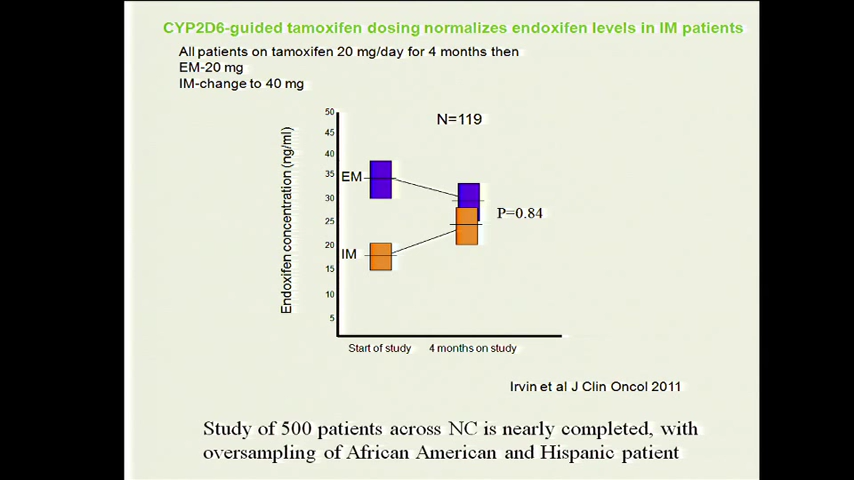 CYP2D6-guided tamoxifen dosing normalizes endoxifen levels in IM patients
All patients on tamoxifen 20 mg/day for 4 months then
EM-20 mg
IM-change to 40 mg
N=119
Endoxifen concentration (ng/ml)
50
45
40
35
30
25
20
15
10
5
EM
IM
P=0.84
Start of study
4 months on study
Irvin et al J Clin Oncol 2011
Study of 500 patients across NC is nearly completed, with
oversampling of African American and Hispanic patient